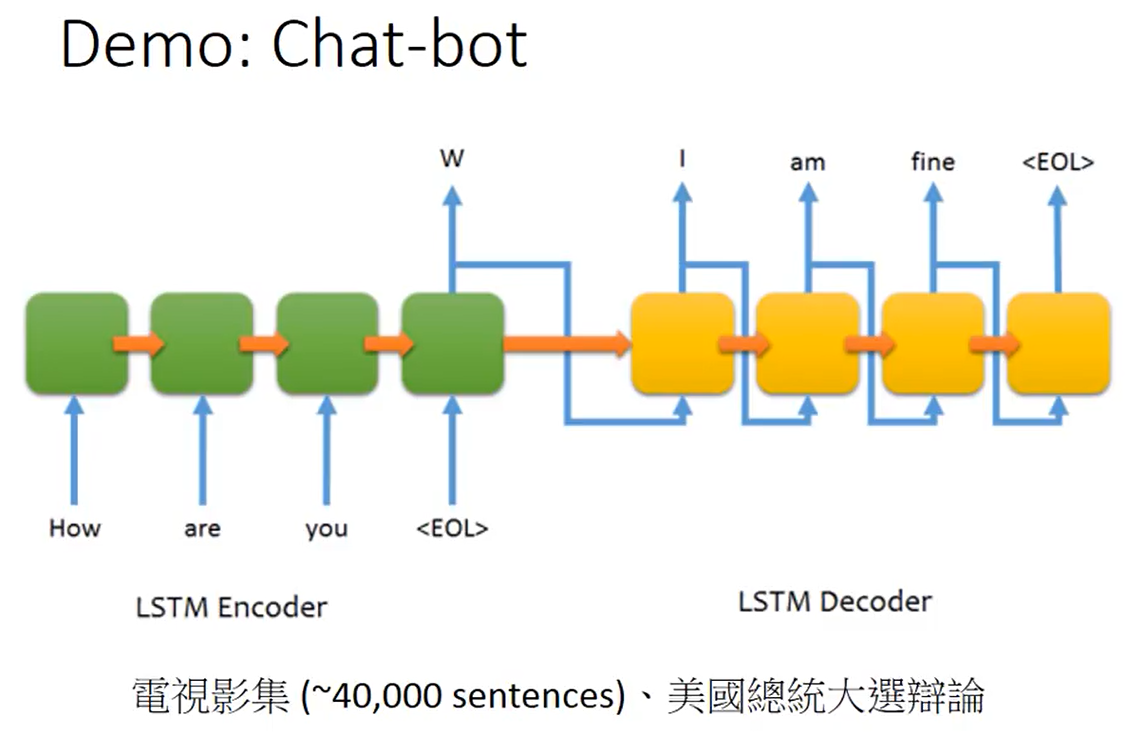 Demo: Chat-bot
W I am fine <EOL>
How are you <EOL>
LSTM Encoder LSTM Decoder
電視影集 (~40,000 sentences)、美國總統大選辯論